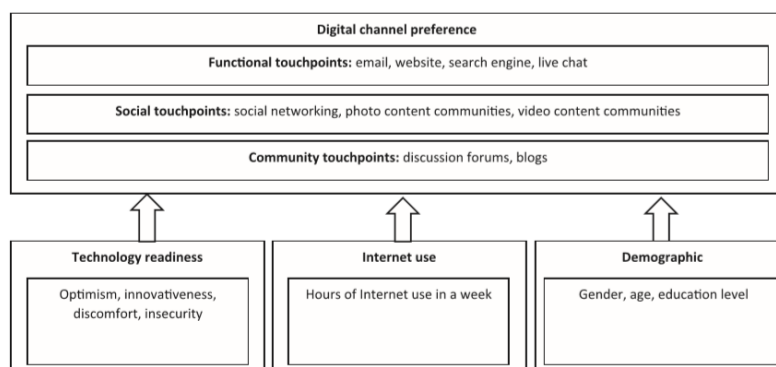 Digital channel preference
Functional touchpoints: email, website, search engine, live chat
Social touchpoints: social networking, photo content communities, video content communities
Community touchpoints: discussion forums, blogs
Technology readiness
Optimism, innovativeness,
discomfort, insecurity
Internet use
Hours of Internet use in a week
Demographic
Gender, age, education level